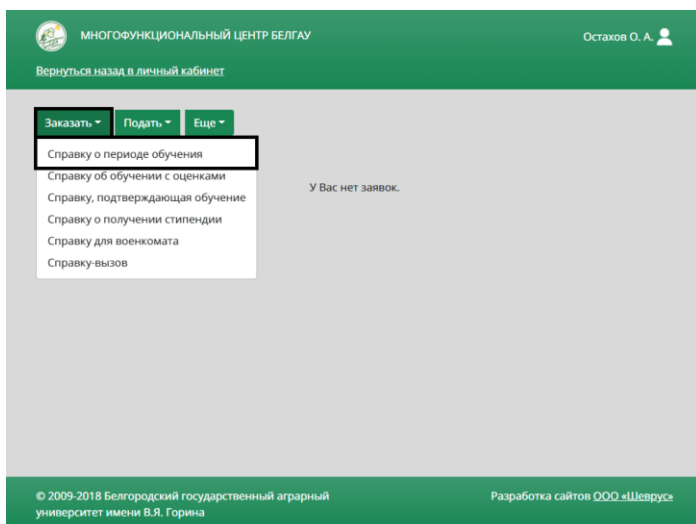 МНОГОФУНКЦИОНАЛЬНЫЙ ЦЕНТР БЕЛГАУ
Остахов О. А.
Вернуться назад в личный кабинет
Заказать Подать Еще
Справку о периоде обучения
Справку об обучении с оценками
Справку, подтверждающая обучение
Справку о получении стипендии
Справку для военкомата
Справку-вызов
У Вас нет заявок.
© 2009-2018 Белгородский государственный аграрный
университет имени В.Я. Горина
Разработка сайтов ООО «Шеврус»